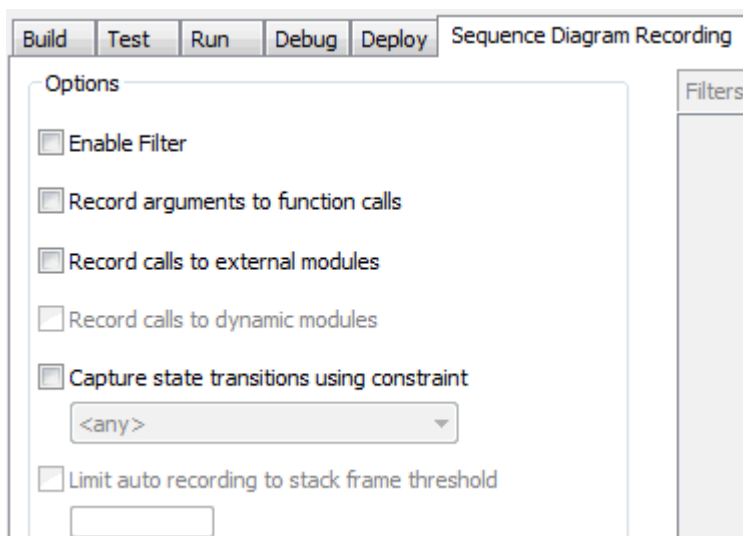 Build Test Run Debug Deploy Sequence Diagram Recording
Options
Filters
Enable Filter
Record arguments to function calls
Record calls to external modules
Record calls to dynamic modules
Capture state transitions using constraint
<any>
Limit auto recording to stack frame threshold